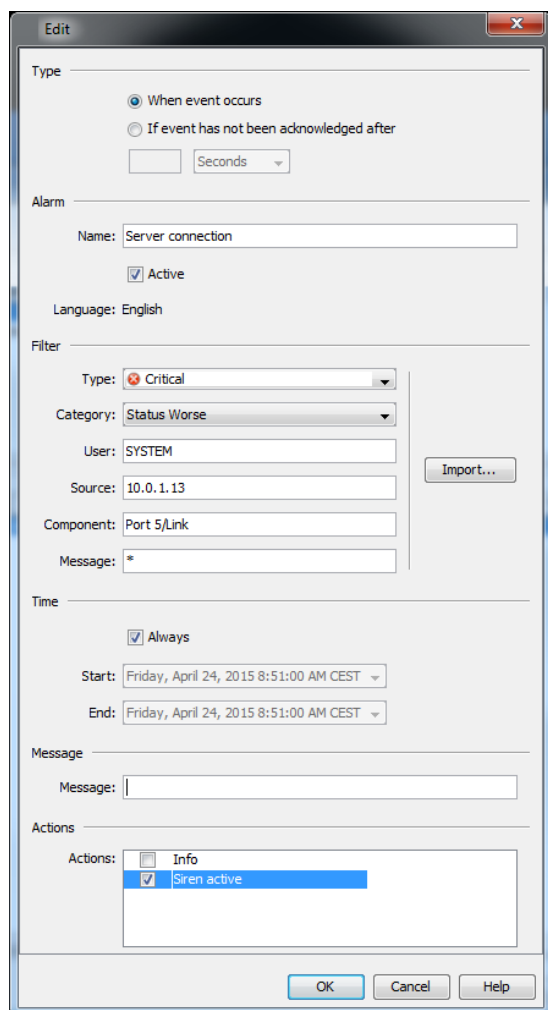 Edit
Type
When event occurs
If event has not been acknowledged after
Seconds
Alarm
Name: Server connection
Active
Language: English
Filter
Type: Critical
Category: Status Worse
User: SYSTEM
Import...
Source: 10.0.1.13
Component: Port 5/Link
Message: *
Time
Always
Start: Friday, April 24, 2015 8:51:00 AM CEST
End: Friday, April 24, 2015 8:51:00 AM CEST
Message
Message:
Actions
Actions: Info
Siren active
OK Cancel Help